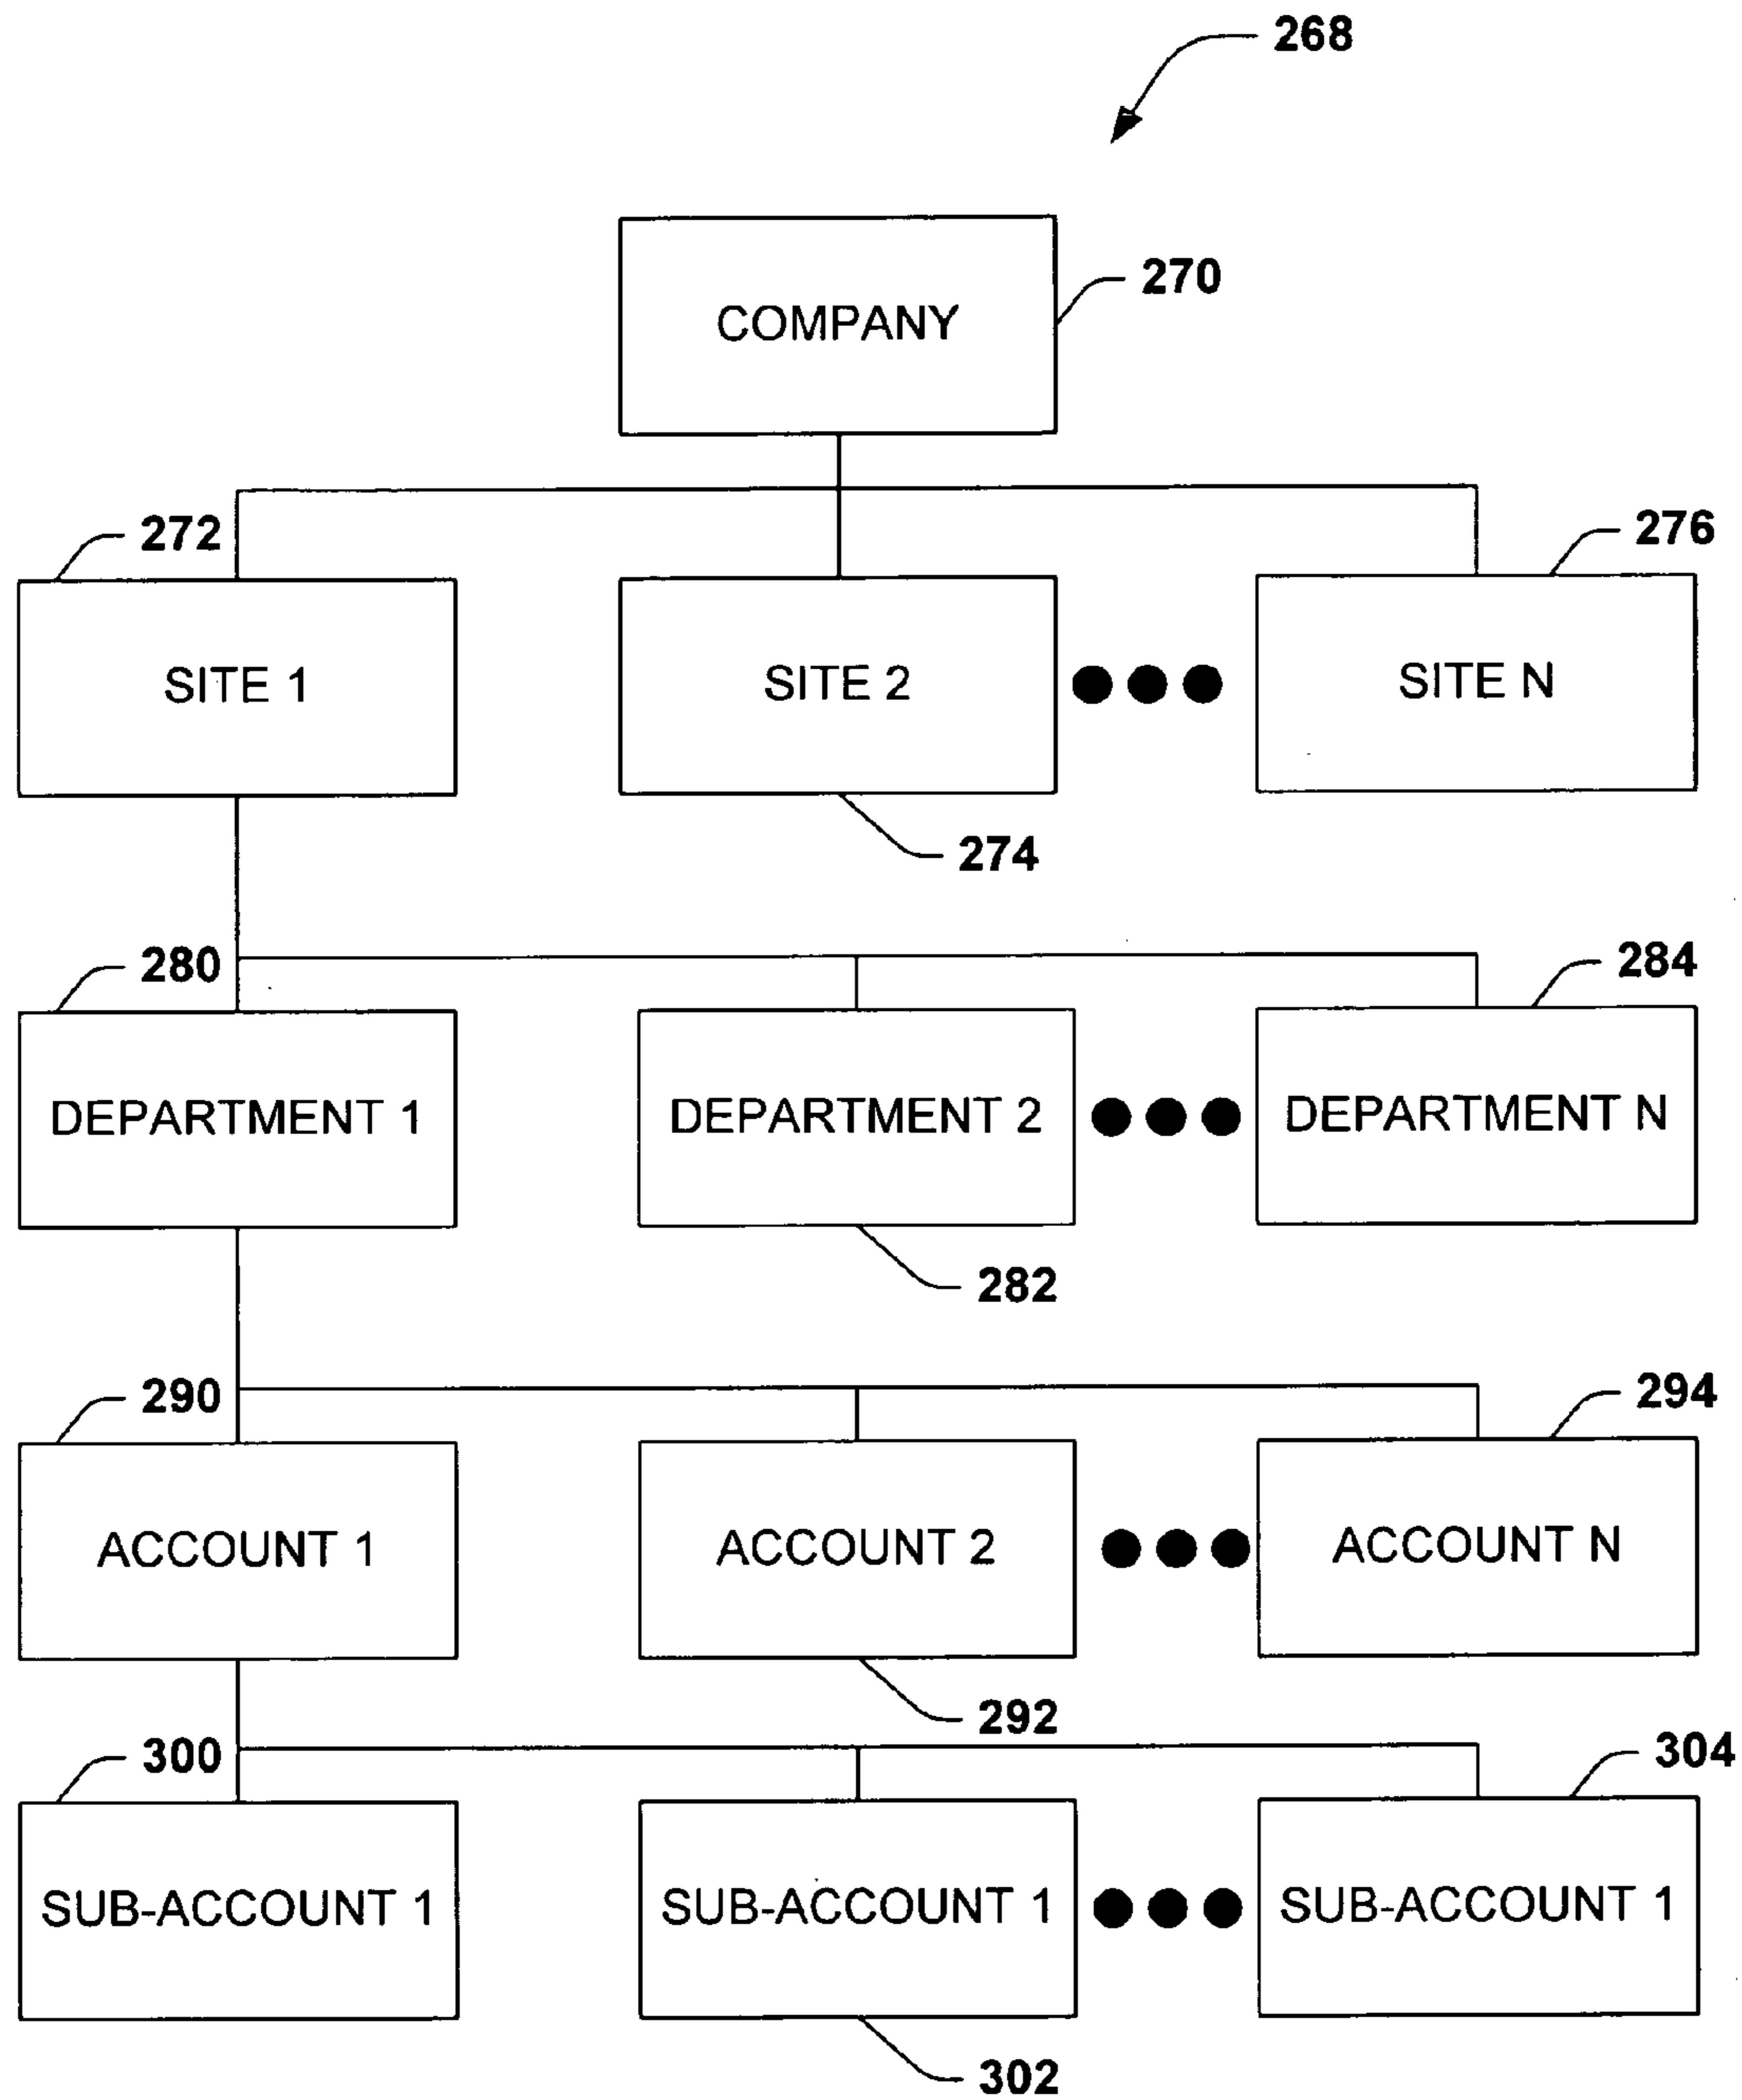 268
270
COMPANY
272
276
SITE 1
SITE 2
SITE N
274
280
284
DEPARTMENT 1
DEPARTMENT 2
DEPARTMENT N
282
290
294
ACCOUNT 1
ACCOUNT 2
ACCOUNT N
292
300
304
SUB-ACCOUNT 1
SUB-ACCOUNT 1
SUB-ACCOUNT 1
302